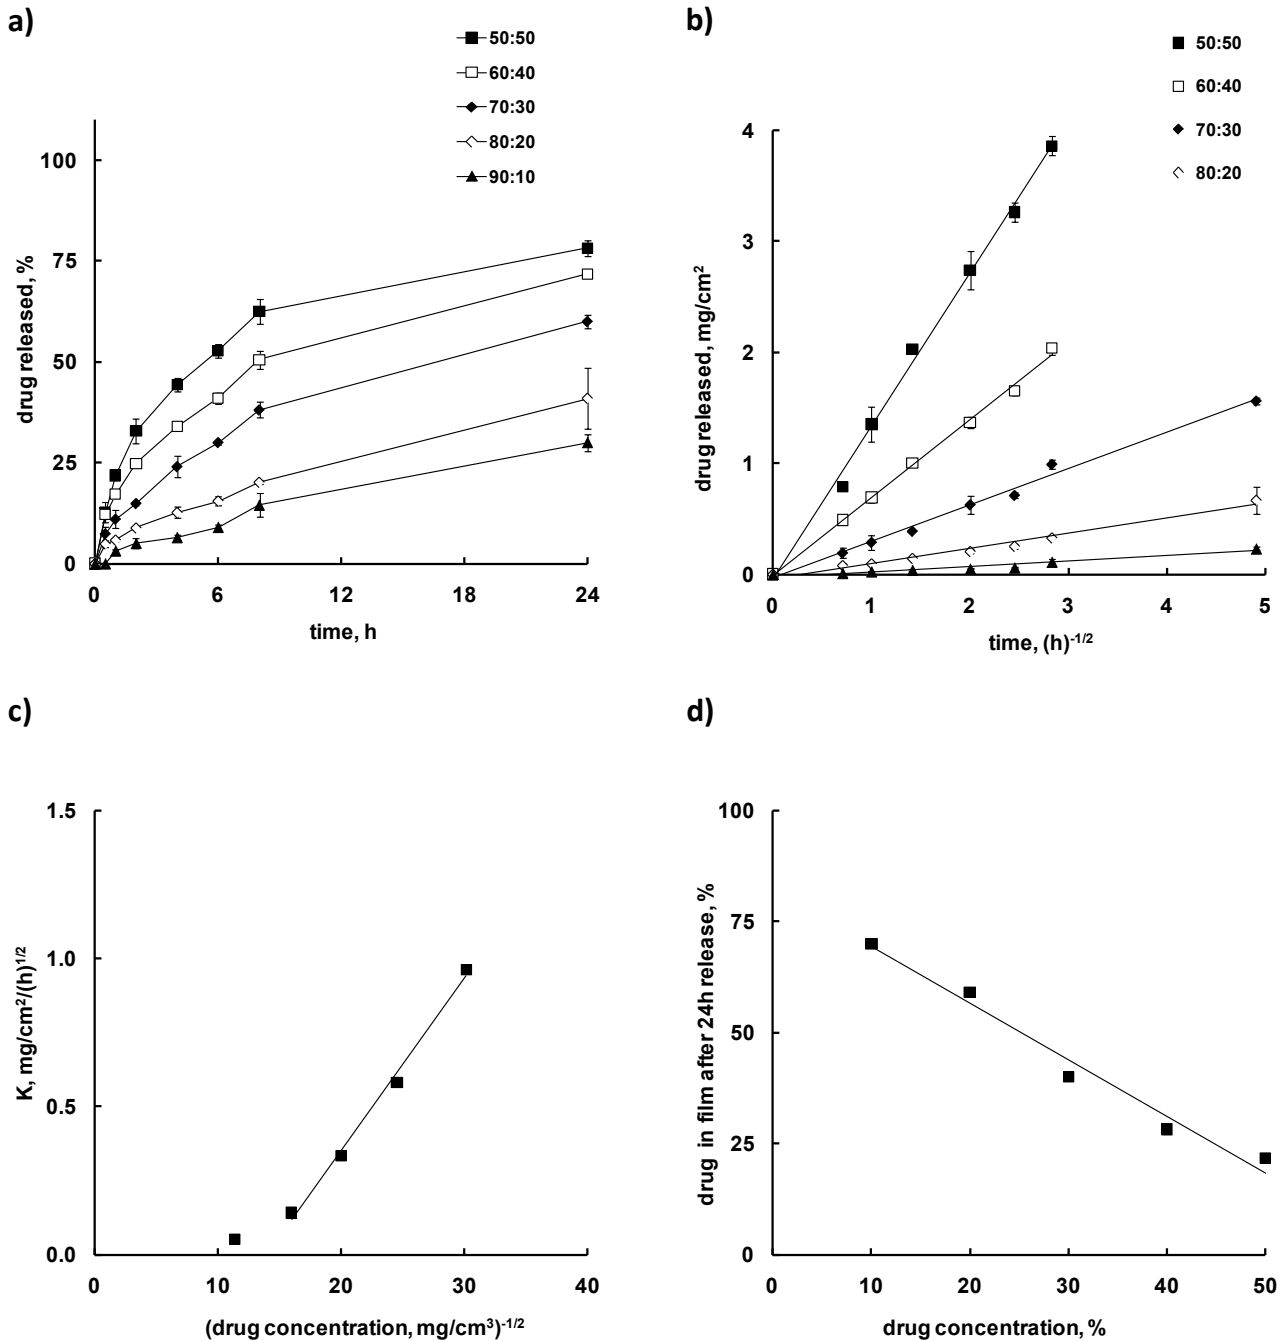 a)
50:50
60:40
70:30
80:20
90:10
100
75
50
25
0
drug released, %
0 6 12 18 24
time, h
b)
50:50
60:40
70:30
80:20
4
3
2
1
0
drug released, mg/cm²
0 1 2 3 4 5
time, (h)⁻¹/²
c)
1.5
1.0
0.5
0.0
K, mg/cm²/(h)¹/²
0 10 20 30 40
(drug concentration, mg/cm³)⁻¹/²
d)
100
75
50
25
0
drug in film after 24h release, %
0 10 20 30 40 50
drug concentration, %